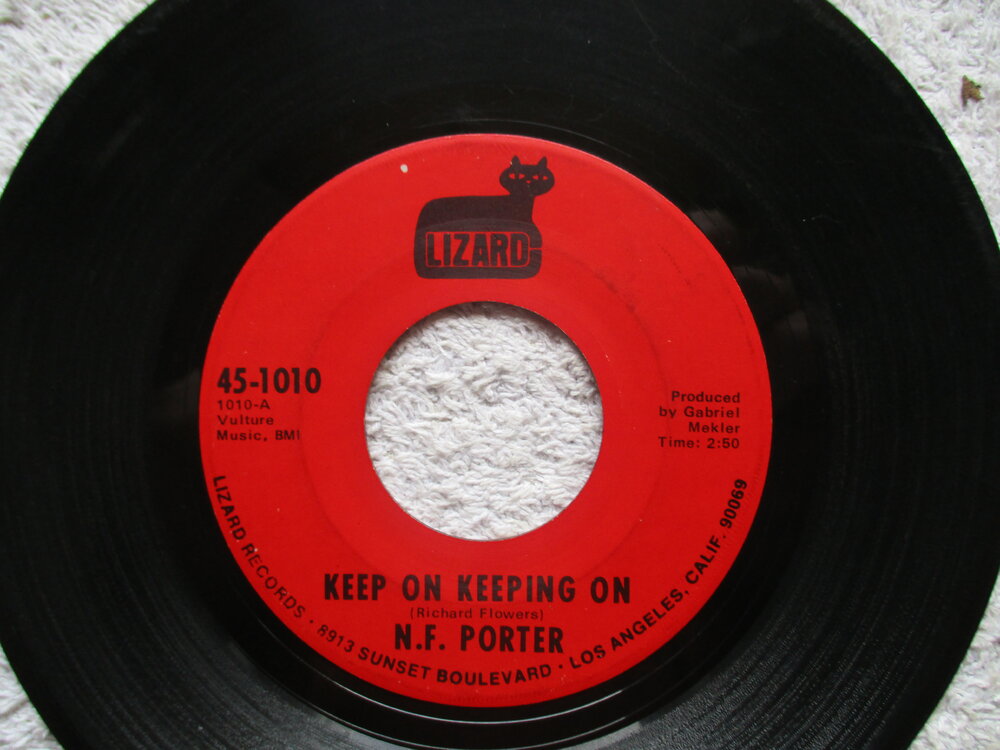 LIZARD
45-1010
1010-A
Vulture
Music, BMI
Produced
by Gabriel
Mekler
Time: 2:50
KEEP ON KEEPING ON
(Richard Flowers)
N.F. PORTER
LIZARD RECORDS · 8913 SUNSET BOULEVARD · LOS ANGELES, CALIF. 90069